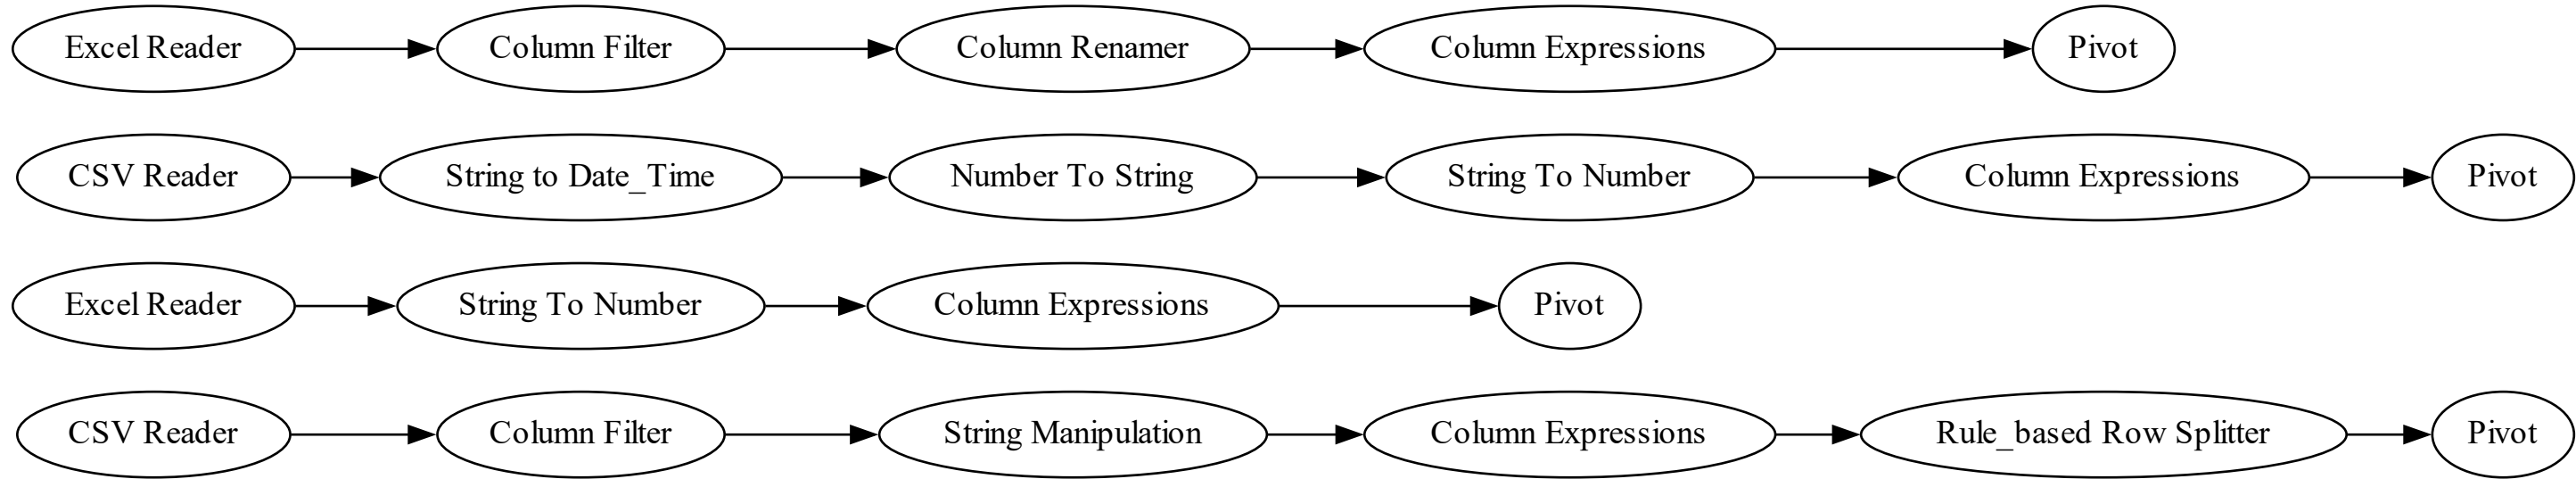 Excel Reader Column Filter Column Renamer Column Expressions Pivot
CSV Reader String to Date_Time Number To String String To Number Column Expressions Pivot
Excel Reader String To Number Column Expressions Pivot
CSV Reader Column Filter String Manipulation Column Expressions Rule_based Row Splitter Pivot